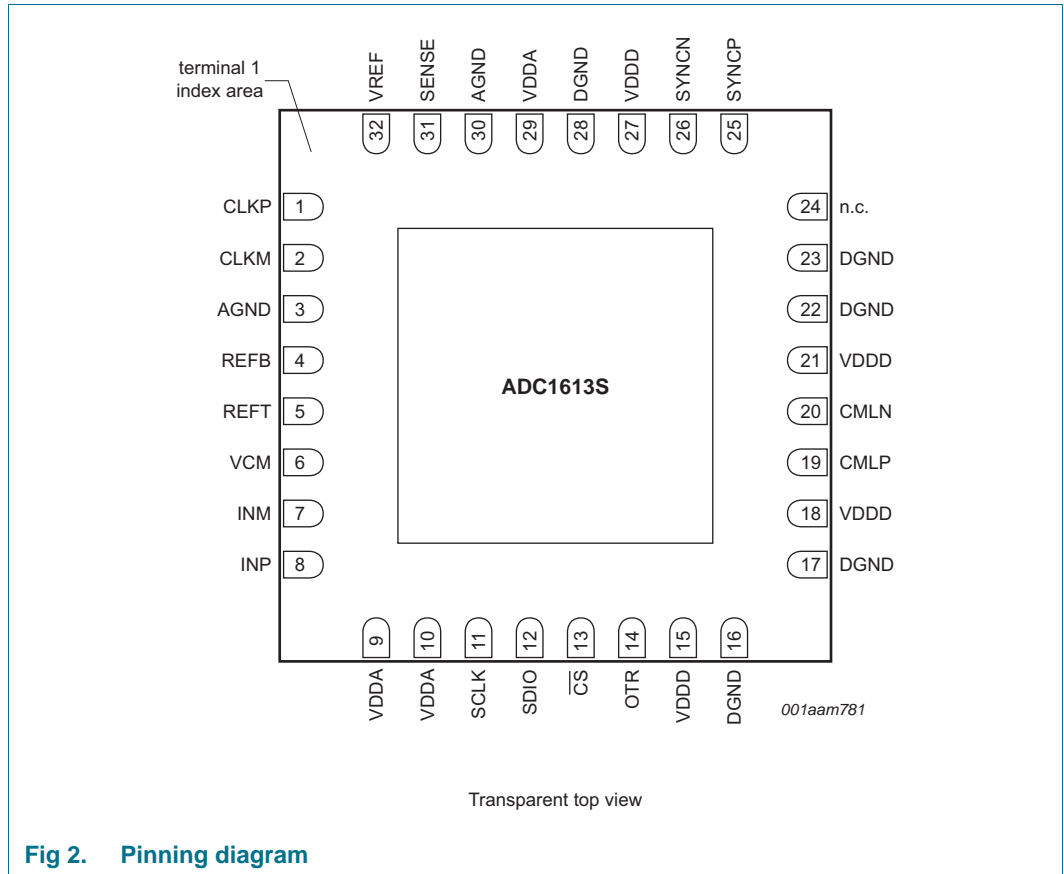 terminal 1
index area
VREF
SENSE
AGND
VDDA
DGND
VDDD
SYNCN
SYNCP
32
31
30
29
28
27
26
25
CLKP 1
CLKM 2
AGND 3
REFB 4
REFT 5
VCM 6
INM 7
INP 8
24 n.c.
23 DGND
22 DGND
21 VDDD
20 CMLN
19 CMLP
18 VDDD
17 DGND
ADC1613S
9
10
11
12
13
14
15
16
VDDA
VDDA
SCLK
SDIO
C̅S̅
OTR
VDDD
DGND
001aam781
Transparent top view
Fig 2. Pinning diagram